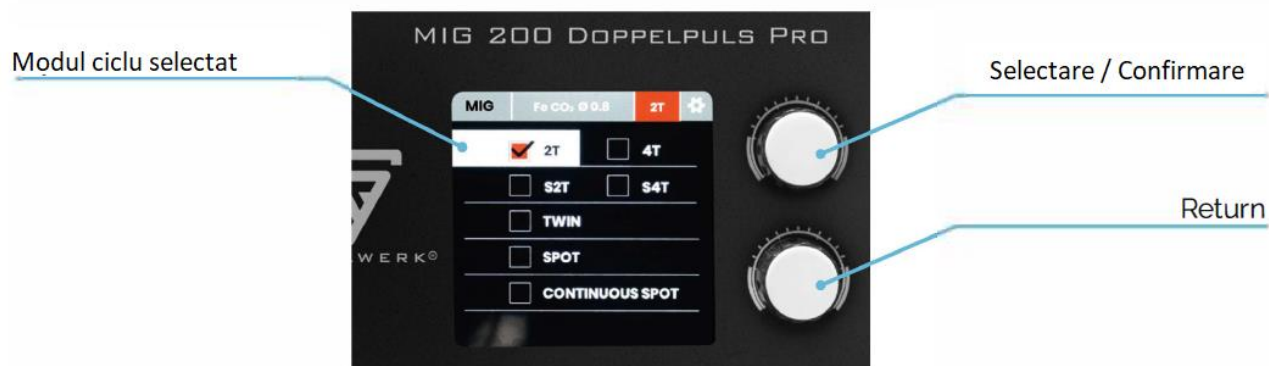 MIG 200 DOPPELPULS PRO
Modul ciclu selectat
Selectare / Confirmare
MIG Fe CO₂ Ø 0.8 2T
2T 4T
S2T S4T
Return
TWIN
WERK®
SPOT
CONTINUOUS SPOT